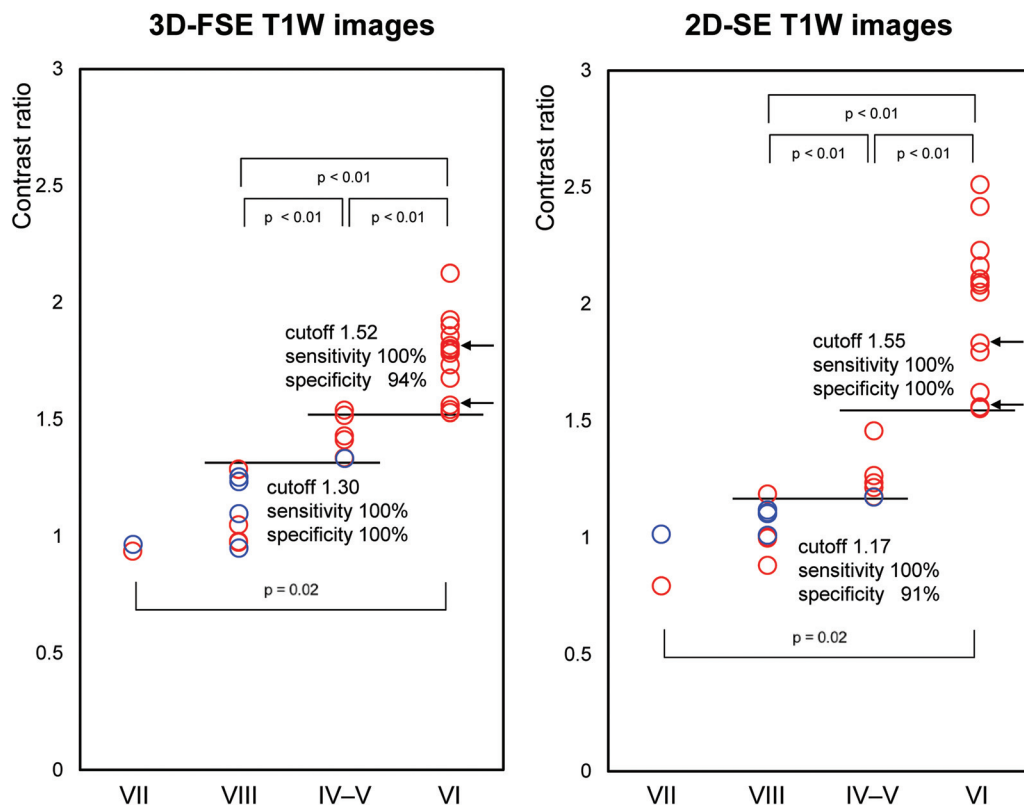 3D-FSE T1W images
Contrast ratio
3
2.5
2
1.5
1
0.5
0
p < 0.01
p < 0.01
p < 0.01
cutoff 1.52
sensitivity 100%
specificity 94%
cutoff 1.30
sensitivity 100%
specificity 100%
p = 0.02
VII
VIII
IV–V
VI
2D-SE T1W images
Contrast ratio
3
2.5
2
1.5
1
0.5
0
p < 0.01
p < 0.01
p < 0.01
cutoff 1.55
sensitivity 100%
specificity 100%
cutoff 1.17
sensitivity 100%
specificity 91%
p = 0.02
VII
VIII
IV–V
VI